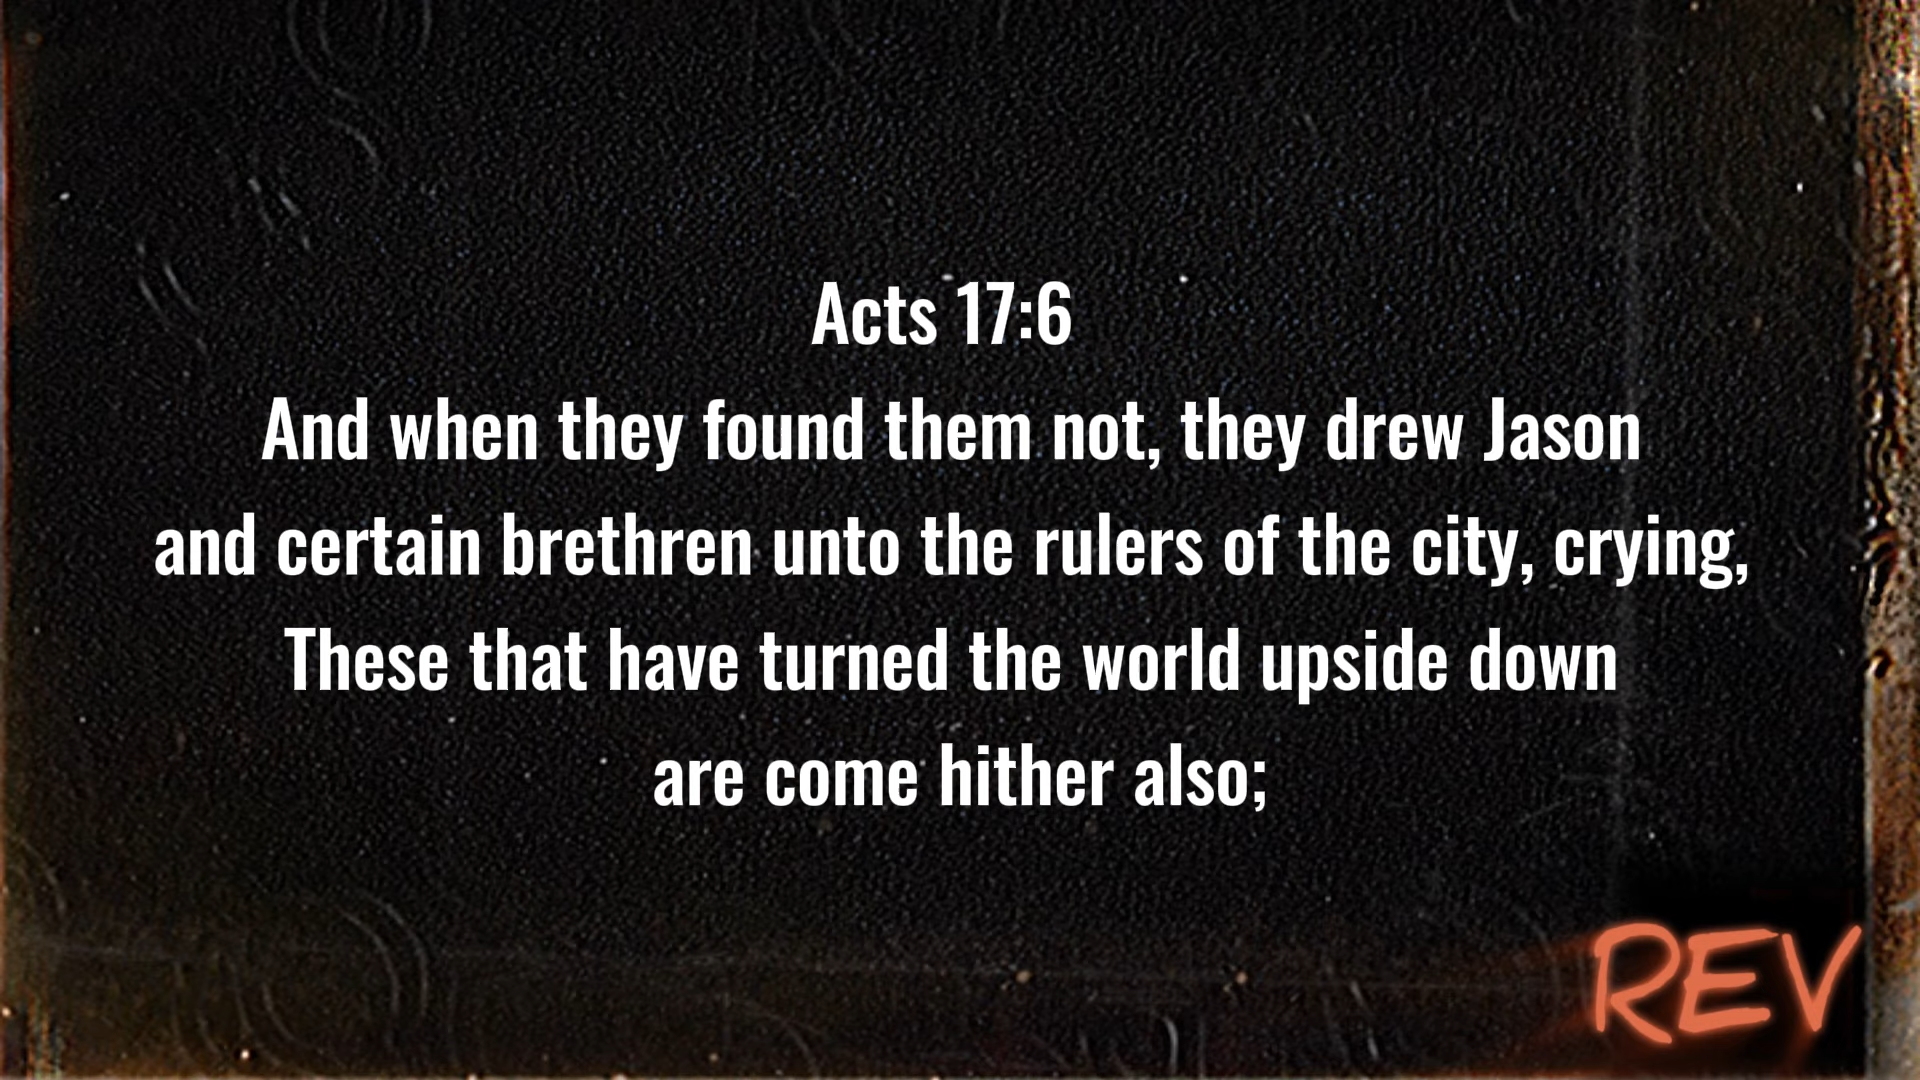 Acts 17:6
And when they found them not, they drew Jason
and certain brethren unto the rulers of the city, crying,
These that have turned the world upside down
are come hither also;
REV